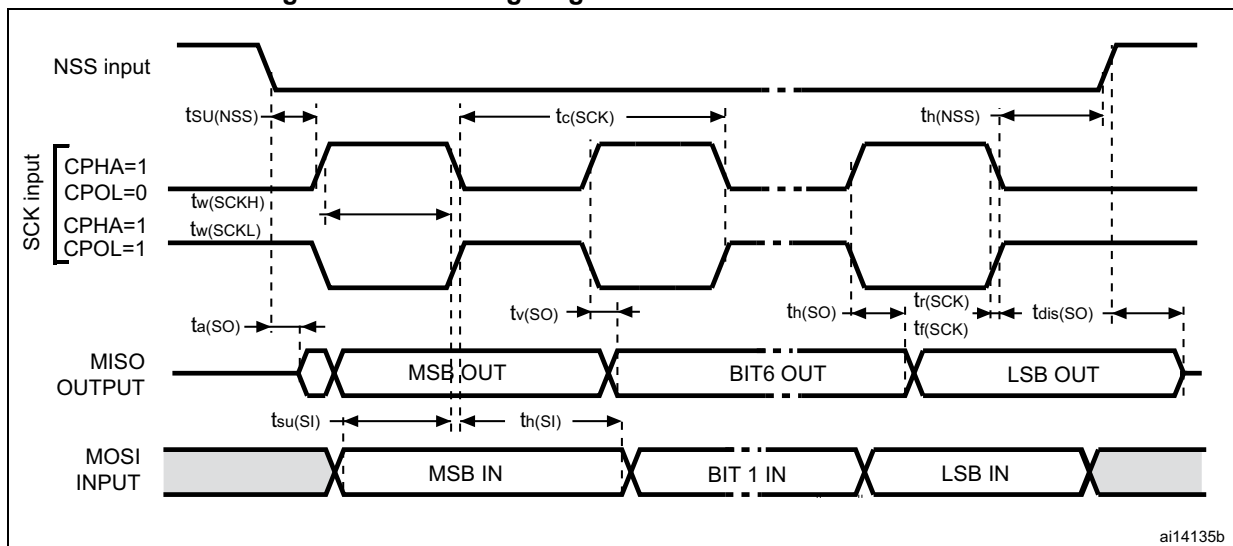 NSS input
tSU(NSS)
tc(SCK)
th(NSS)
SCK input
CPHA=1
CPOL=0
tw(SCKH)
CPHA=1
tw(SCKL)
CPOL=1
ta(SO)
tv(SO)
th(SO)
tr(SCK)
tf(SCK)
tdis(SO)
MISO
OUTPUT
MSB OUT
BIT6 OUT
LSB OUT
tsu(SI)
th(SI)
MOSI
INPUT
MSB IN
BIT 1 IN
LSB IN
ai14135b